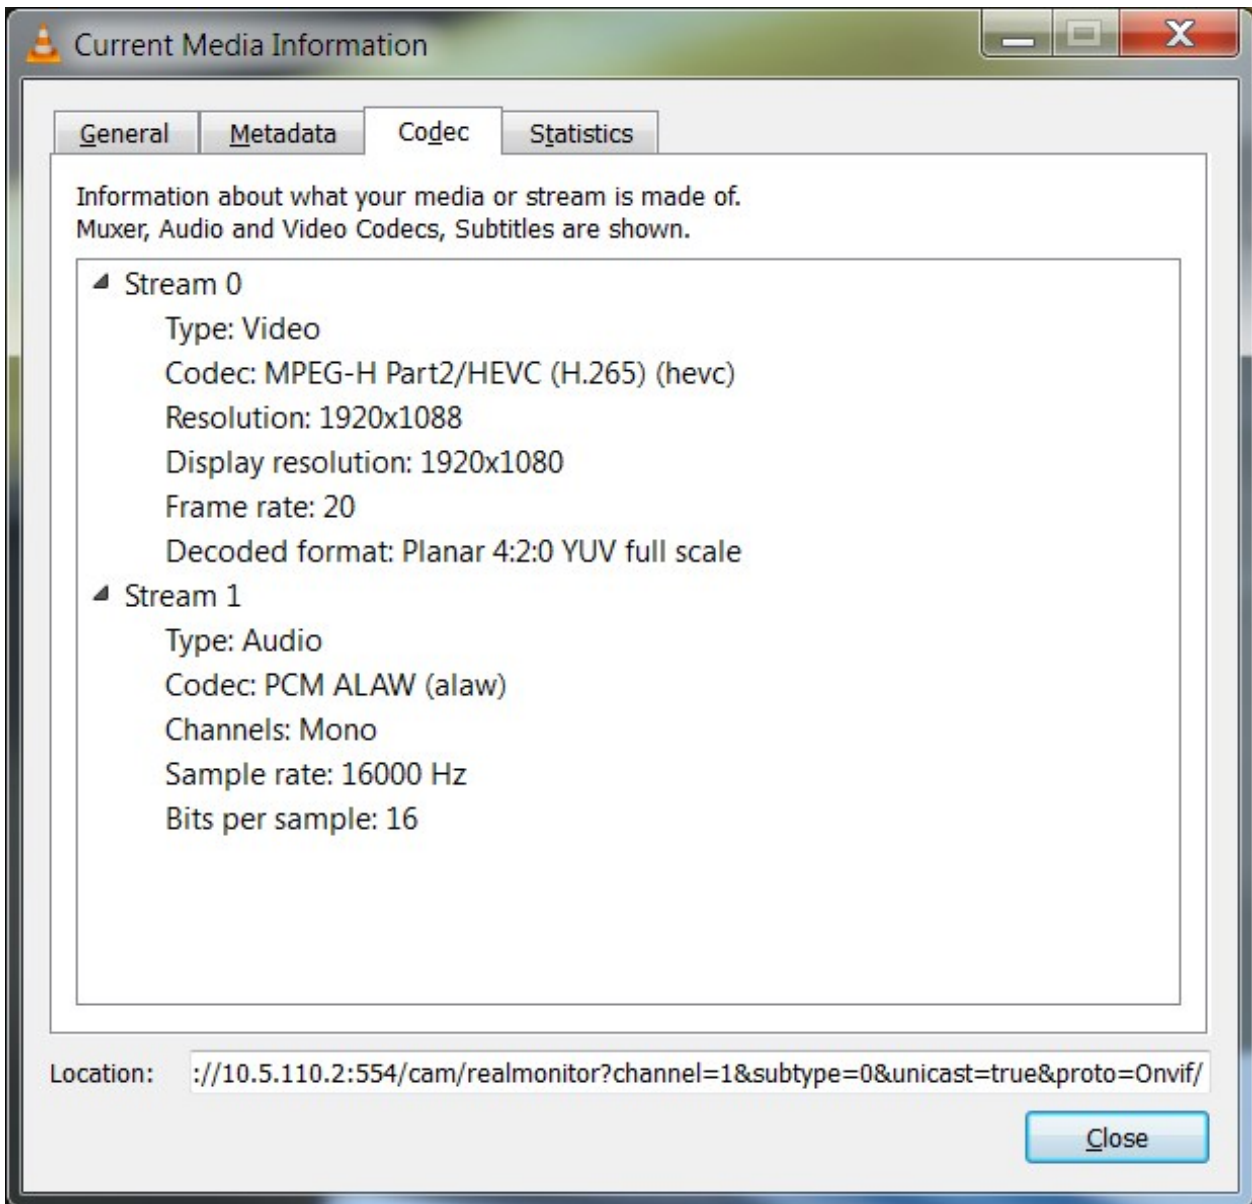 Current Media Information
General
Metadata
Codec
Statistics
Information about what your media or stream is made of.
Muxer, Audio and Video Codecs, Subtitles are shown.
Stream 0
Type: Video
Codec: MPEG-H Part2/HEVC (H.265) (hevc)
Resolution: 1920x1088
Display resolution: 1920x1080
Frame rate: 20
Decoded format: Planar 4:2:0 YUV full scale
Stream 1
Type: Audio
Codec: PCM ALAW (alaw)
Channels: Mono
Sample rate: 16000 Hz
Bits per sample: 16
Location: ://10.5.110.2:554/cam/realmonitor?channel=1&subtype=0&unicast=true&proto=Onvif/
Close